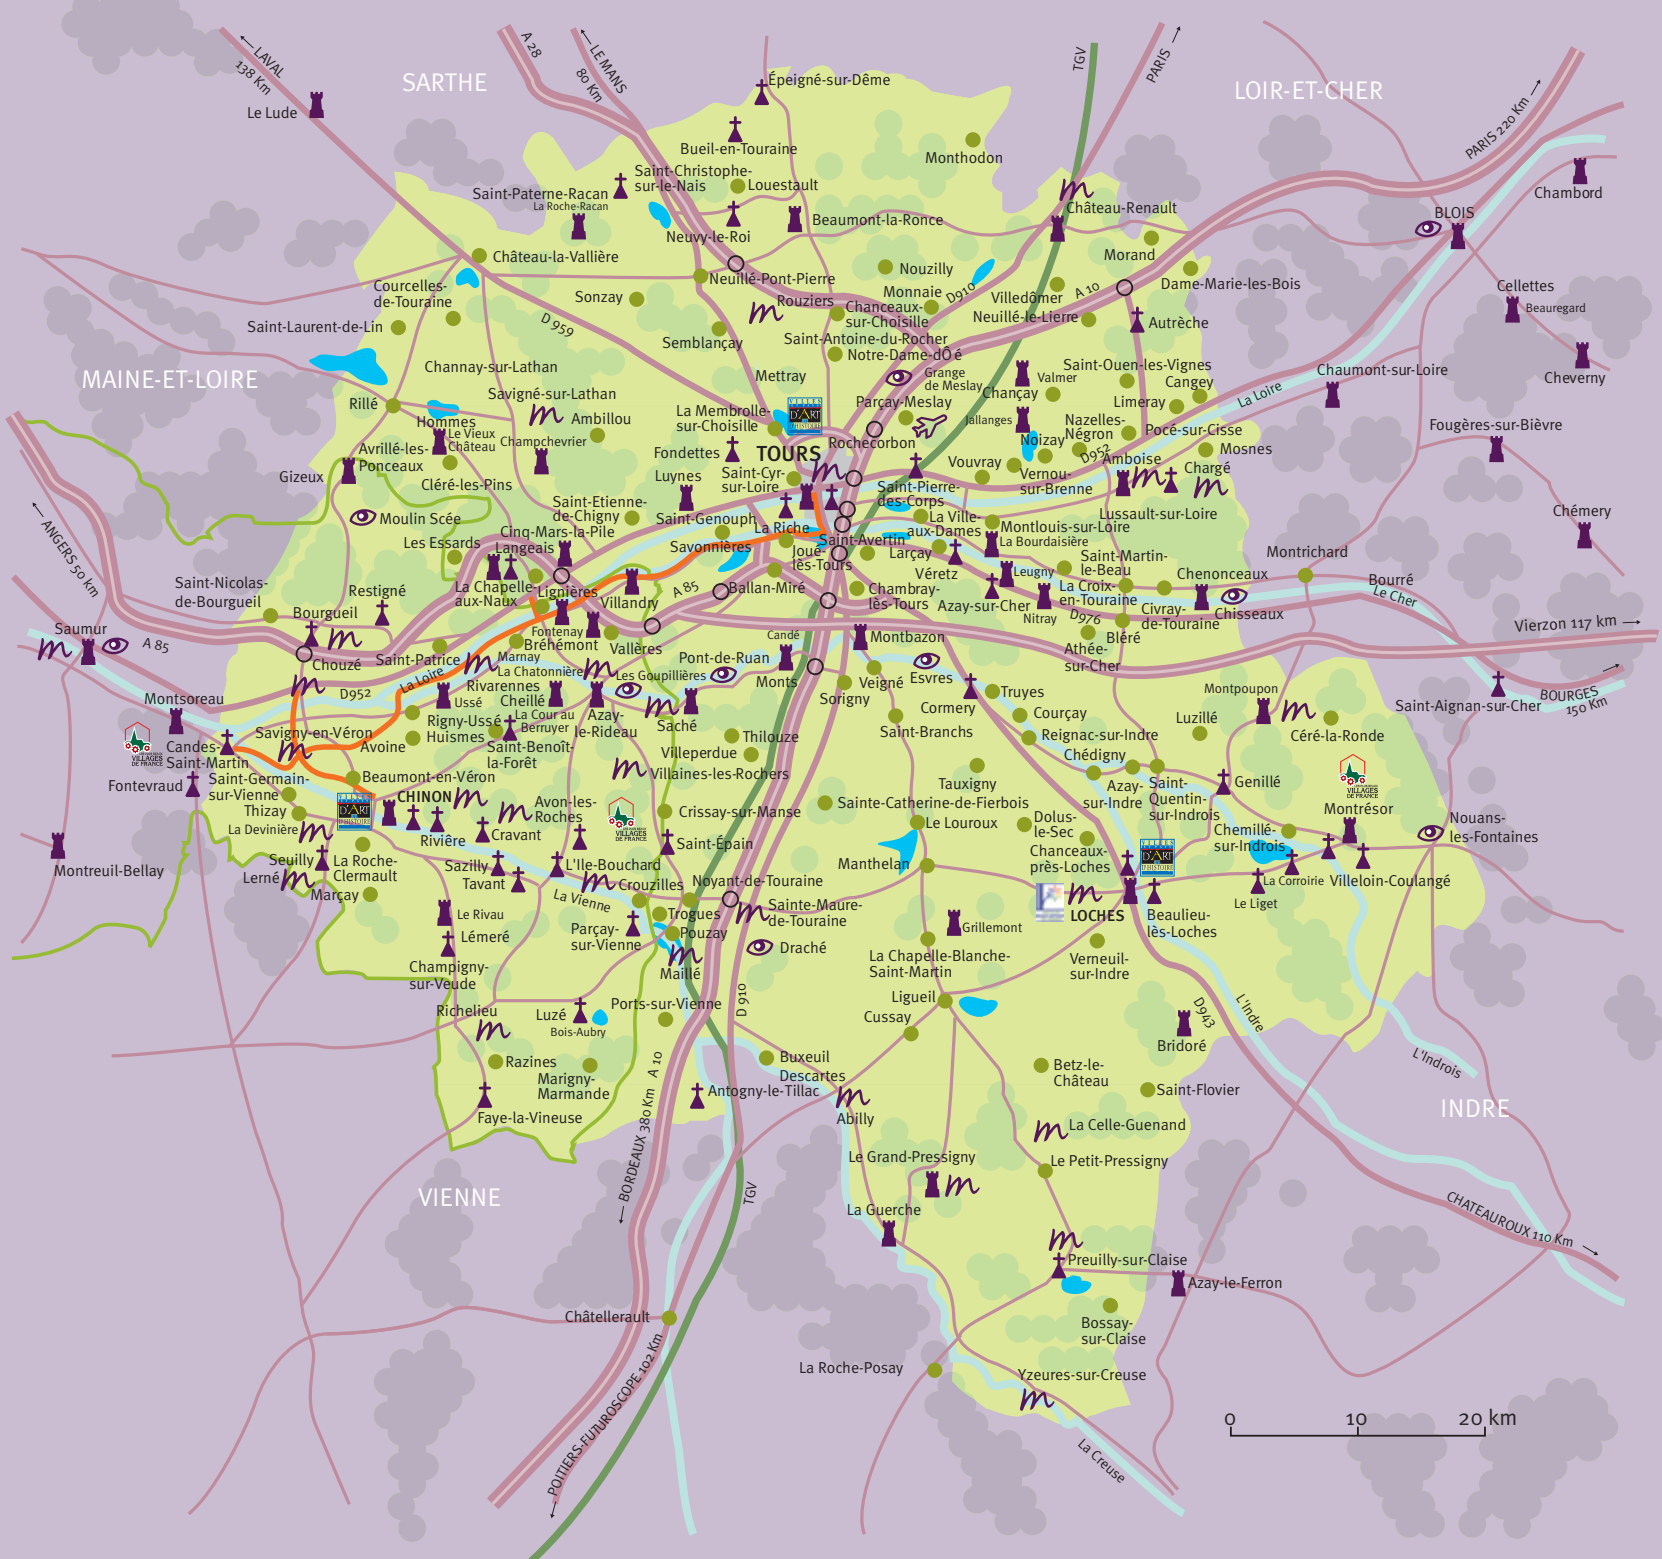 SARTHE
LOIR-ET-CHER
MAINE-ET-LOIRE
VIENNE
INDRE
LAVAL
138 Km
A 28
LE MANS
80 Km
TGV
PARIS
PARIS 220 Km
Le Lude
Épeigné-sur-Dême
Bueil-en-Touraine
Monthodon
Saint-Christophe-
sur-le-Nais
Louestault
Saint-Paterne-Racan
La Roche-Racan
Neuvy-le-Roi
Beaumont-la-Ronce
Château-Renault
Chambord
BLOIS
Morand
Château-la-Vallière
Neuillé-Pont-Pierre
Nouzilly
Dame-Marie-les-Bois
Cellettes
Beauregard
Courcelles-
de-Touraine
Sonzay
Rouziers
Monnaie
D910
Villedômer
A 10
Chanceaux-
sur-Choisille
Neuillé-le-Lierre
Autrèche
Saint-Laurent-de-Lin
D 959
Semblançay
Saint-Antoine-du-Rocher
Notre-Dame-dÔ é
Channay-sur-Lathan
Mettray
Grange
de Meslay
Valmer
Chançay
Saint-Ouen-les-Vignes
Cangey
Limeray
Chaumont-sur-Loire
Cheverny
La Loire
Rillé
Savigné-sur-Lathan
Ambillou
Hommes
Le Vieux
Château
Champchevrier
La Membrolle-
sur-Choisille
Parçay-Meslay
Jallanges
Nazelles-
Négron
Noizay
Pocé-sur-Cisse
Rochecorbon
D952
Amboise
Mosnes
Fougères-sur-Bièvre
Avrillé-les-
Ponceaux
Fondettes
TOURS
Vouvray
Vernou-
sur-Brenne
Chargé
Gizeux
Cléré-les-Pins
Luynes
Saint-Cyr-
sur-Loire
Saint-Pierre-
des-Corps
Lussault-sur-Loire
Moulin Scée
Saint-Etienne-
de-Chigny
Saint-Genouph
La Riche
La Ville-
aux-Dames
Montlouis-sur-Loire
Chémery
Cinq-Mars-la-Pile
Les Essards
Langeais
Savonnières
Joué-
lès-Tours
Saint-Avertin
Larçay
La Bourdaisière
Saint-Martin-
le-Beau
Montrichard
ANGERS 50 km
Véretz
Leugny
Chenonceaux
Bourré
Le Cher
Saint-Nicolas-
de-Bourgueil
Restigné
La Chapelle-
aux-Naux
Lignières
Villandry
A 85
Ballan-Miré
Chambray-
lès-Tours
Azay-sur-Cher
La Croix-
en-Touraine
Nitray
D976
Civray-
de-Touraine
Chisseaux
Vierzon 117 km
Bourgueil
Saumur
A 85
Fontenay
Bréhémont
Vallères
Candé
Montbazon
Bléré
Athée-
sur-Cher
Chouzé
Saint-Patrice
Marnay
La Chatonnière
Pont-de-Ruan
Les Goupillières
Monts
Esvres
Sorigny
Veigné
Truyes
Montpoupon
Saint-Aignan-sur-Cher
BOURGES
150 Km
Montsoreau
D952
La Loire
Rivarennes
Ussé
Cheillé
Azay-
le-Rideau
Saché
Cormery
Courçay
Luzillé
Céré-la-Ronde
Candes-
Saint-Martin
Savigny-en-Véron
Rigny-Ussé
Huismes
Avoine
La Cour au
Berruyer
Saint-Benoît-
la-Forêt
Thilouze
Villeperdue
Saint-Branchs
Reignac-sur-Indre
Chédigny
Fontevraud
Saint-Germain-
sur-Vienne
Beaumont-en-Véron
Villaines-les-Rochers
Tauxigny
Azay-
sur-Indre
Saint-
Quentin-
sur-Indrois
Genillé
Thizay
CHINON
Avon-les-
Roches
Crissay-sur-Manse
Sainte-Catherine-de-Fierbois
Montrésor
La Devinière
Rivière
Cravant
Le Louroux
Dolus-
le-Sec
Chemillé-
sur-Indrois
Nouans-
les-Fontaines
Montreuil-Bellay
Seuilly
La Roche-
Clermault
Lerné
Marçay
Sazilly
Tavant
L'Ile-Bouchard
Saint-Épain
Manthelan
Chanceaux-
près-Loches
La Corroirie
Villeloin-Coulangé
Crouzilles
Noyant-de-Touraine
Le Liget
Le Rivau
La Vienne
Trogues
Sainte-Maure-
de-Touraine
LOCHES
Beaulieu-
lès-Loches
Lémeré
Parçay-
sur-Vienne
Pouzay
Draché
Grillemont
Champigny-
sur-Veude
Maillé
La Chapelle-Blanche-
Saint-Martin
Verneuil-
sur-Indre
Richelieu
Luzé
Bois-Aubry
Ports-sur-Vienne
D 910
Ligueil
Cussay
D943
L'Indre
Bridoré
Razines
Marigny-
Marmande
Buxeuil
Descartes
Betz-le-
Château
L'Indrois
Faye-la-Vineuse
A 10
Antogny-le-Tillac
Abilly
Saint-Flovier
La Celle-Guenand
BORDEAUX 380 Km
Le Grand-Pressigny
Le Petit-Pressigny
TGV
La Guerche
CHATEAUROUX 110 Km
Preuilly-sur-Claise
Azay-le-Ferron
Châtellerault
Bossay-
sur-Claise
POITIERS-FUTUROSCOPE 102 Km
La Roche-Posay
Yzeures-sur-Creuse
La Creuse
0 10 20 km
VILLES
D'ART
D'HISTOIRE
VILLAGES
DE FRANCE
VILLES
D'ART
D'HISTOIRE
VILLAGES
DE FRANCE
VILLES
D'ART
D'HISTOIRE
VILLAGES
DE FRANCE